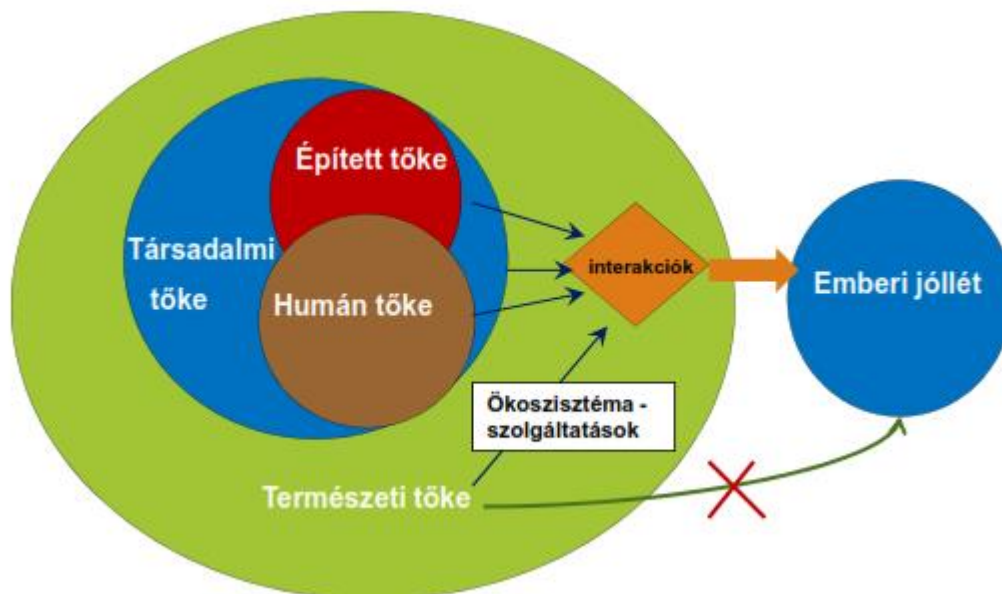 Épített tőke
Társadalmi
tőke
Humán tőke
interakciók
Emberi jóllét
Ökoszisztéma -
szolgáltatások
Természeti tőke